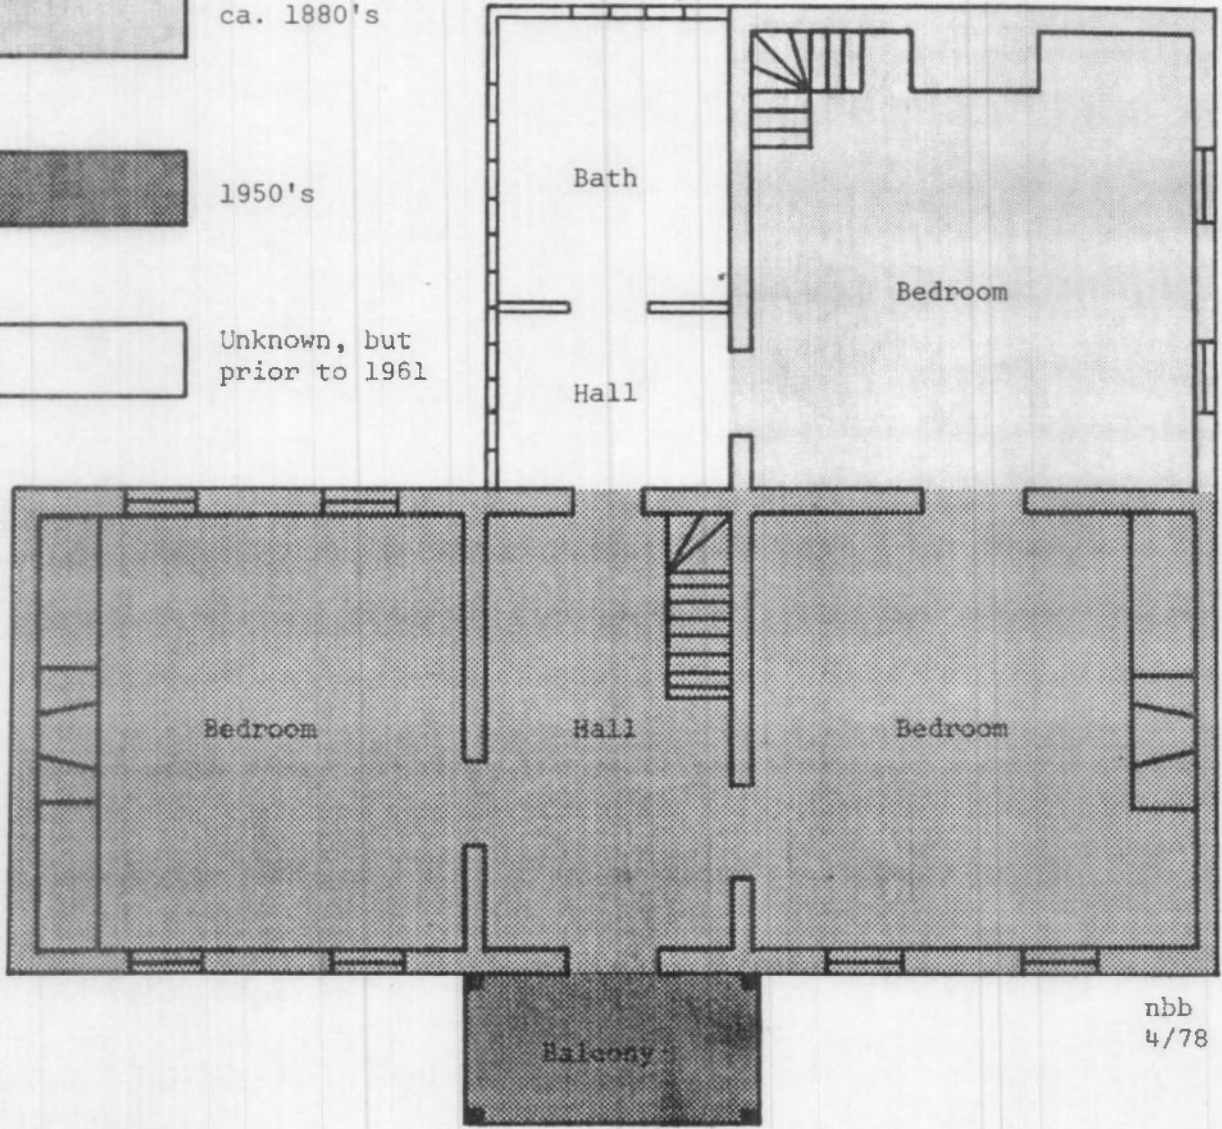 ca. 1880's
1950's
Unknown, but
prior to 1961
Bath
Bedroom
Hall
Bedroom
Hall
Bedroom
Balcony
nbb
4/78